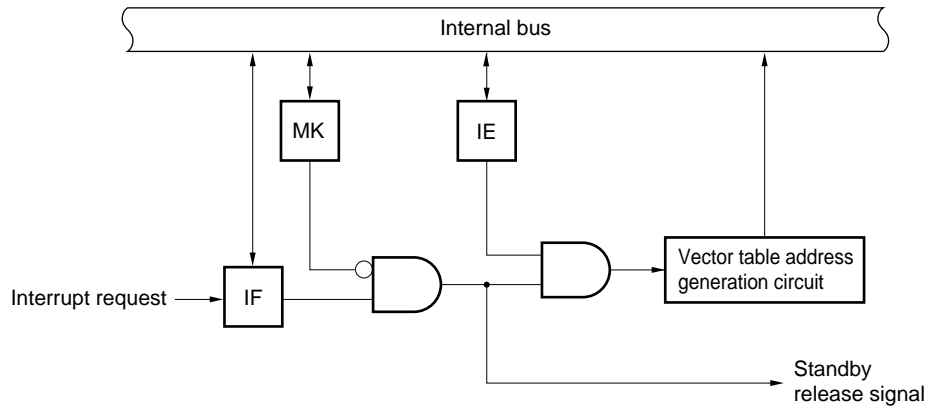 Internal bus
MK
IE
Interrupt request
IF
Vector table address
generation circuit
Standby
release signal